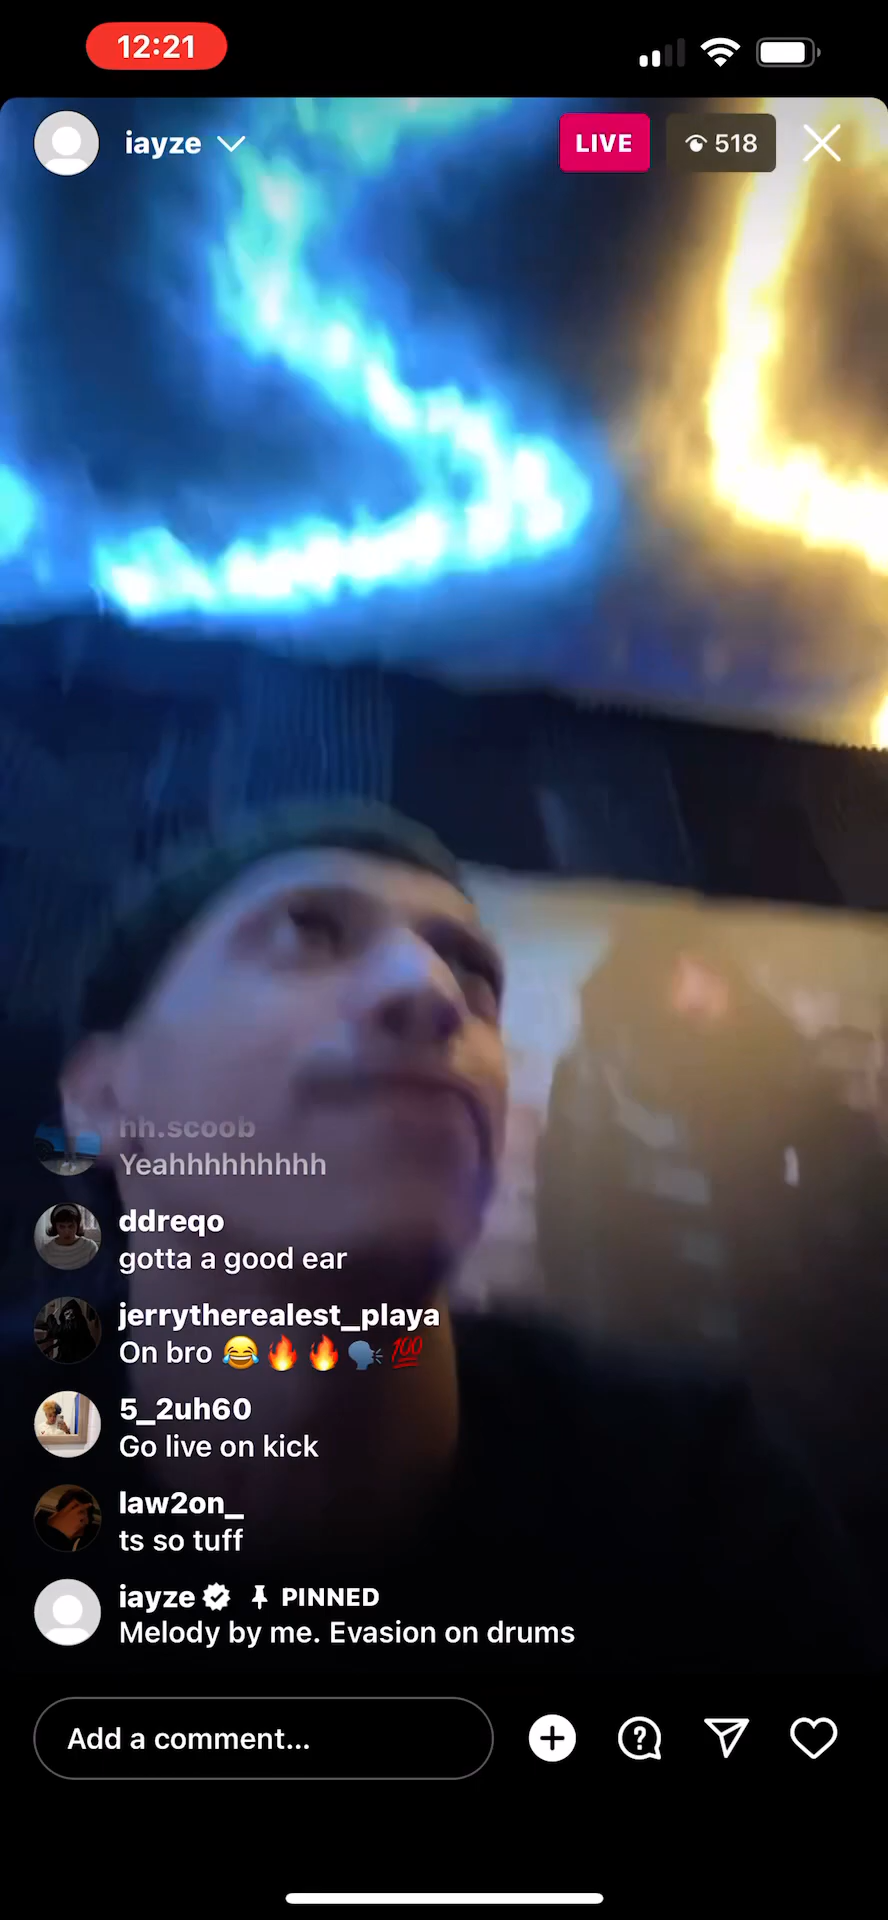 12:21
iayze
LIVE
518
hh.scoob
Yeahhhhhhhhh
ddreqo
gotta a good ear
jerrytherealest_playa
On bro 😂🔥🔥🗣️💯
5_2uh60
Go live on kick
law2on_
ts so tuff
iayze PINNED
Melody by me. Evasion on drums
Add a comment...